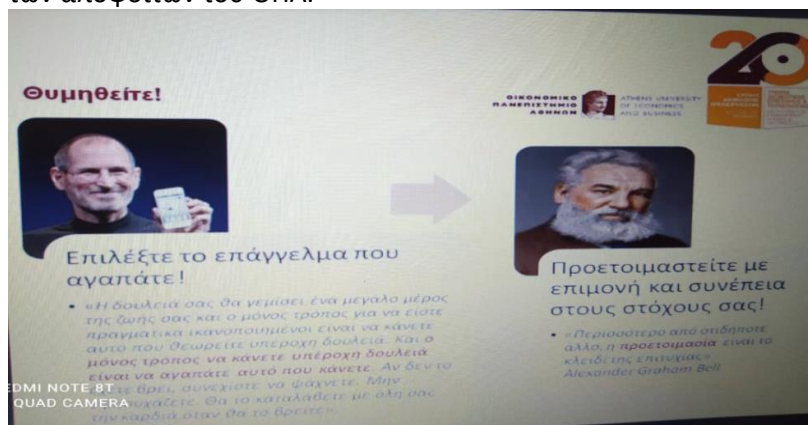 των αποφοίτων του ΟΠΑ.
Θυμηθείτε!
ΟΙΚΟΝΟΜΙΚΟ
ΠΑΝΕΠΙΣΤΗΜΙΟ
ΑΘΗΝΩΝ
ATHENS UNIVERSITY
OF ECONOMICS
AND BUSINESS
20
Επιλέξτε το επάγγελμα που
αγαπάτε!
• «Η δουλειά σας θα γεμίσει ένα μεγάλο μέρος
της ζωής σας και ο μόνος τρόπος για να είστε
πραγματικά ικανοποιημένοι είναι να κάνετε
αυτό που θεωρείτε υπέροχη δουλειά. Και ο
μόνος τρόπος να κάνετε υπέροχη δουλειά
είναι να αγαπάτε αυτό που κάνετε. Αν δεν το
βρει, συνεχίστε να ψάχνετε. Μην
Θα το καταλάβετε με όλη σας
την καρδιά όταν θα το βρείτε».
Προετοιμαστείτε με
επιμονή και συνέπεια
στους στόχους σας!
• «Περισσότερο από οτιδήποτε
άλλο, η προετοιμασία είναι το
κλειδί της επιτυχίας»
Alexander Graham Bell
EDMI NOTE 8T
QUAD CAMERA